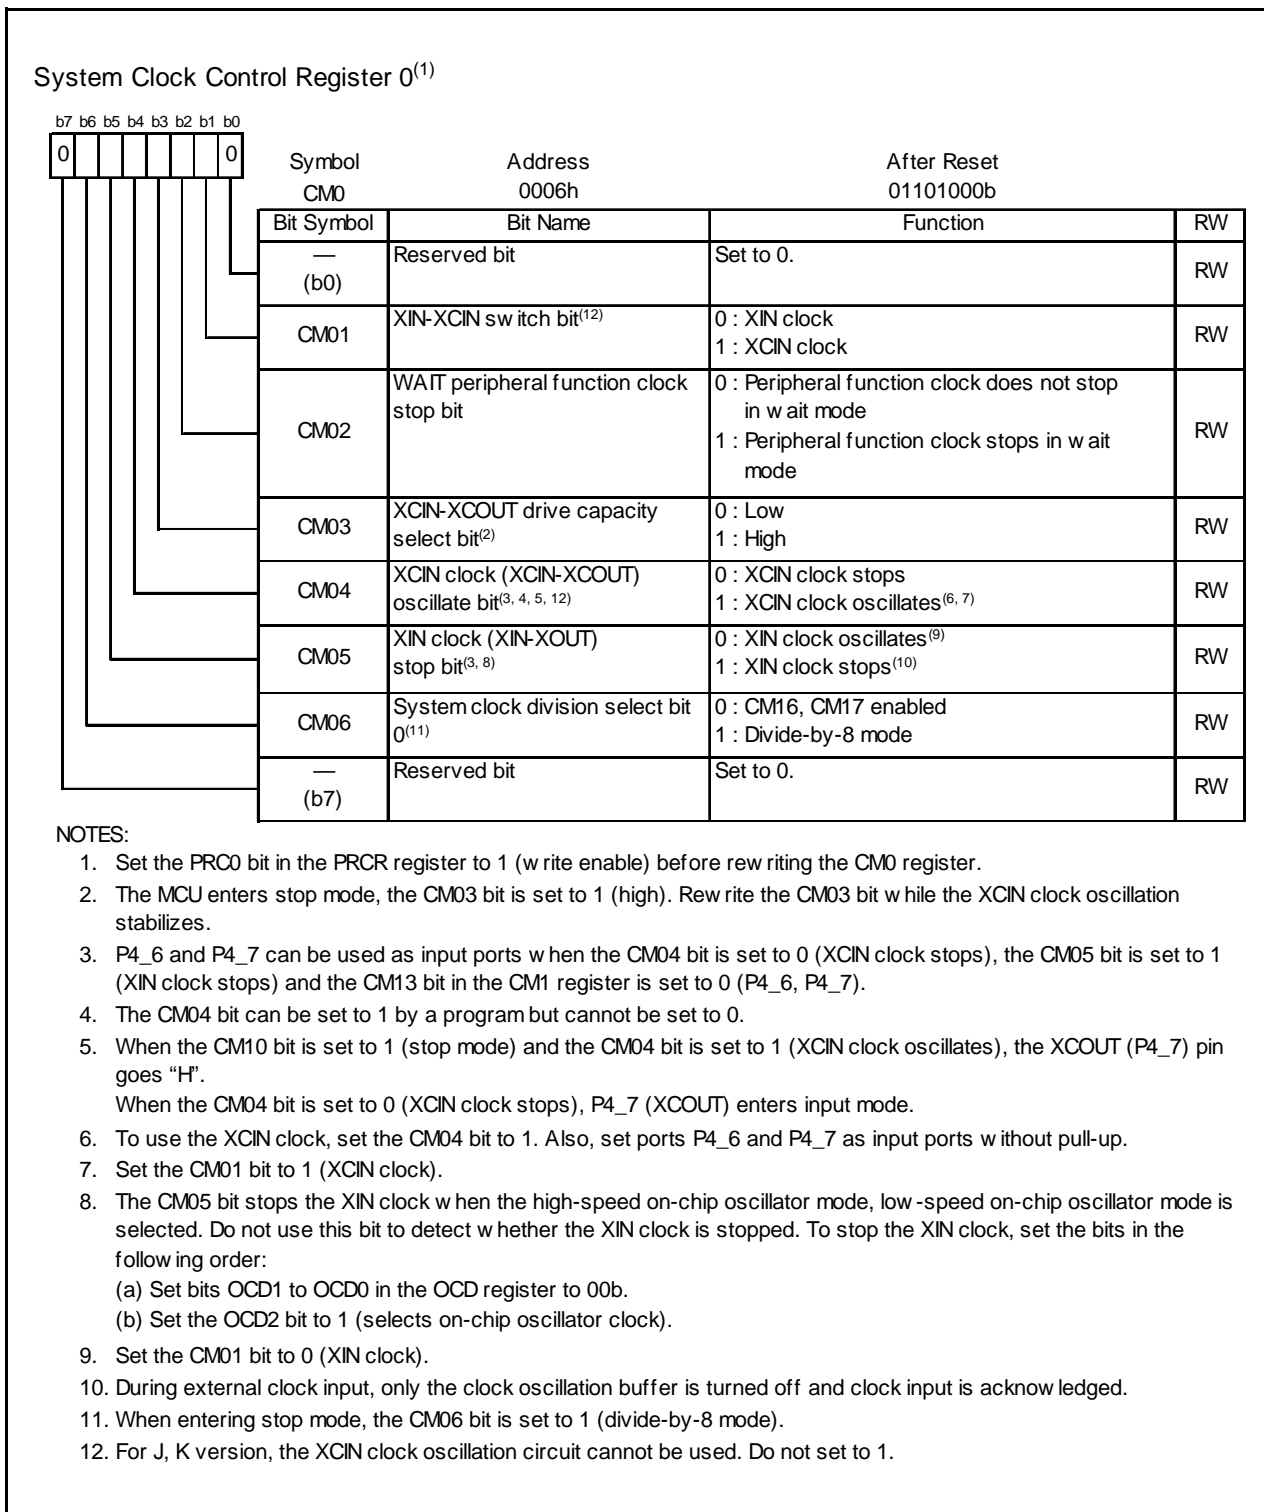 System Clock Control Register 0(1)
b7 b6 b5 b4 b3 b2 b1 b0
0 0
Symbol Address After Reset
CM0 0006h 01101000b
Bit Symbol Bit Name Function RW
— Reserved bit Set to 0. RW
(b0)
CM01 XIN-XCIN switch bit(12) 0 : XIN clock RW
1 : XCIN clock
WAIT peripheral function clock 0 : Peripheral function clock does not stop
stop bit in wait mode
CM02 1 : Peripheral function clock stops in wait RW
mode
CM03 XCIN-XCOUT drive capacity 0 : Low RW
select bit(2) 1 : High
CM04 XCIN clock (XCIN-XCOUT) 0 : XCIN clock stops RW
oscillate bit(3, 4, 5, 12) 1 : XCIN clock oscillates(6, 7)
CM05 XIN clock (XIN-XOUT) 0 : XIN clock oscillates(9) RW
stop bit(3, 8) 1 : XIN clock stops(10)
CM06 System clock division select bit 0 : CM16, CM17 enabled RW
0(11) 1 : Divide-by-8 mode
— Reserved bit Set to 0. RW
(b7)
NOTES:
1. Set the PRC0 bit in the PRCR register to 1 (write enable) before rewriting the CM0 register.
2. The MCU enters stop mode, the CM03 bit is set to 1 (high). Rewrite the CM03 bit while the XCIN clock oscillation
stabilizes.
3. P4_6 and P4_7 can be used as input ports when the CM04 bit is set to 0 (XCIN clock stops), the CM05 bit is set to 1
(XIN clock stops) and the CM13 bit in the CM1 register is set to 0 (P4_6, P4_7).
4. The CM04 bit can be set to 1 by a program but cannot be set to 0.
5. When the CM10 bit is set to 1 (stop mode) and the CM04 bit is set to 1 (XCIN clock oscillates), the XCOUT (P4_7) pin
goes “H”.
When the CM04 bit is set to 0 (XCIN clock stops), P4_7 (XCOUT) enters input mode.
6. To use the XCIN clock, set the CM04 bit to 1. Also, set ports P4_6 and P4_7 as input ports without pull-up.
7. Set the CM01 bit to 1 (XCIN clock).
8. The CM05 bit stops the XIN clock when the high-speed on-chip oscillator mode, low-speed on-chip oscillator mode is
selected. Do not use this bit to detect whether the XIN clock is stopped. To stop the XIN clock, set the bits in the
following order:
(a) Set bits OCD1 to OCD0 in the OCD register to 00b.
(b) Set the OCD2 bit to 1 (selects on-chip oscillator clock).
9. Set the CM01 bit to 0 (XIN clock).
10. During external clock input, only the clock oscillation buffer is turned off and clock input is acknowledged.
11. When entering stop mode, the CM06 bit is set to 1 (divide-by-8 mode).
12. For J, K version, the XCIN clock oscillation circuit cannot be used. Do not set to 1.